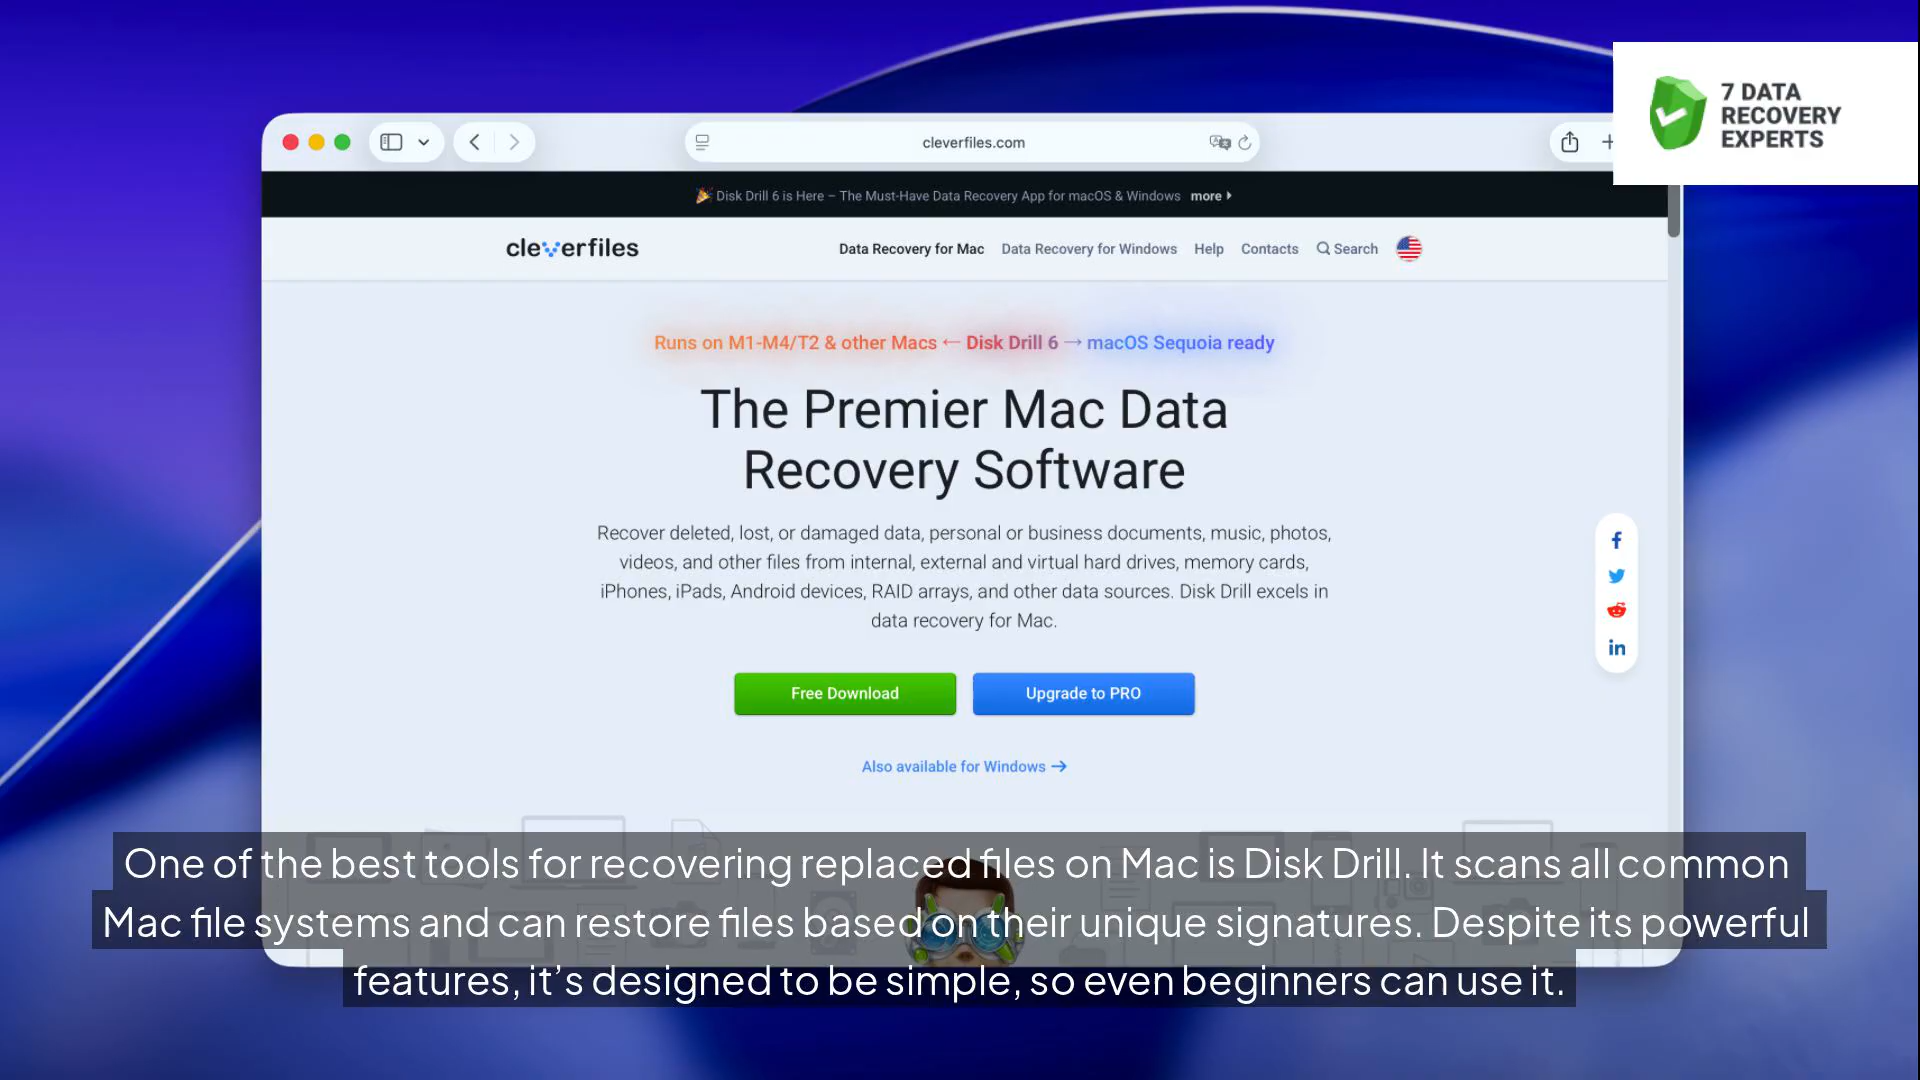 7 DATA
RECOVERY
EXPERTS
cleverfiles.com
Disk Drill 6 is Here – The Must-Have Data Recovery App for macOS & Windows more
cleverfiles
Data Recovery for Mac Data Recovery for Windows Help Contacts Search
Runs on M1-M4/T2 & other Macs ← Disk Drill 6 → macOS Sequoia ready
The Premier Mac Data
Recovery Software
Recover deleted, lost, or damaged data, personal or business documents, music, photos,
videos, and other files from internal, external and virtual hard drives, memory cards,
iPhones, iPads, Android devices, RAID arrays, and other data sources. Disk Drill excels in
data recovery for Mac.
Free Download Upgrade to PRO
Also available for Windows →
One of the best tools for recovering replaced files on Mac is Disk Drill. It scans all common
Mac file systems and can restore files based on their unique signatures. Despite its powerful
features, it’s designed to be simple, so even beginners can use it.